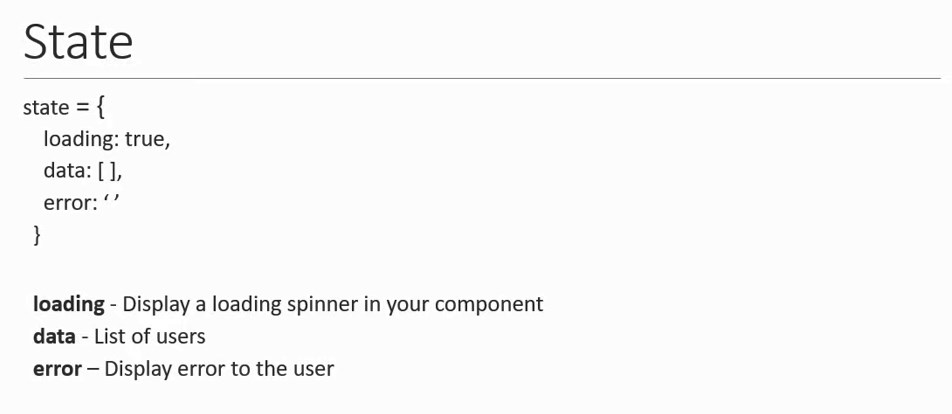 State
state = {
loading: true,
data: [ ],
error: ‘ ’
}
loading - Display a loading spinner in your component
data - List of users
error – Display error to the user